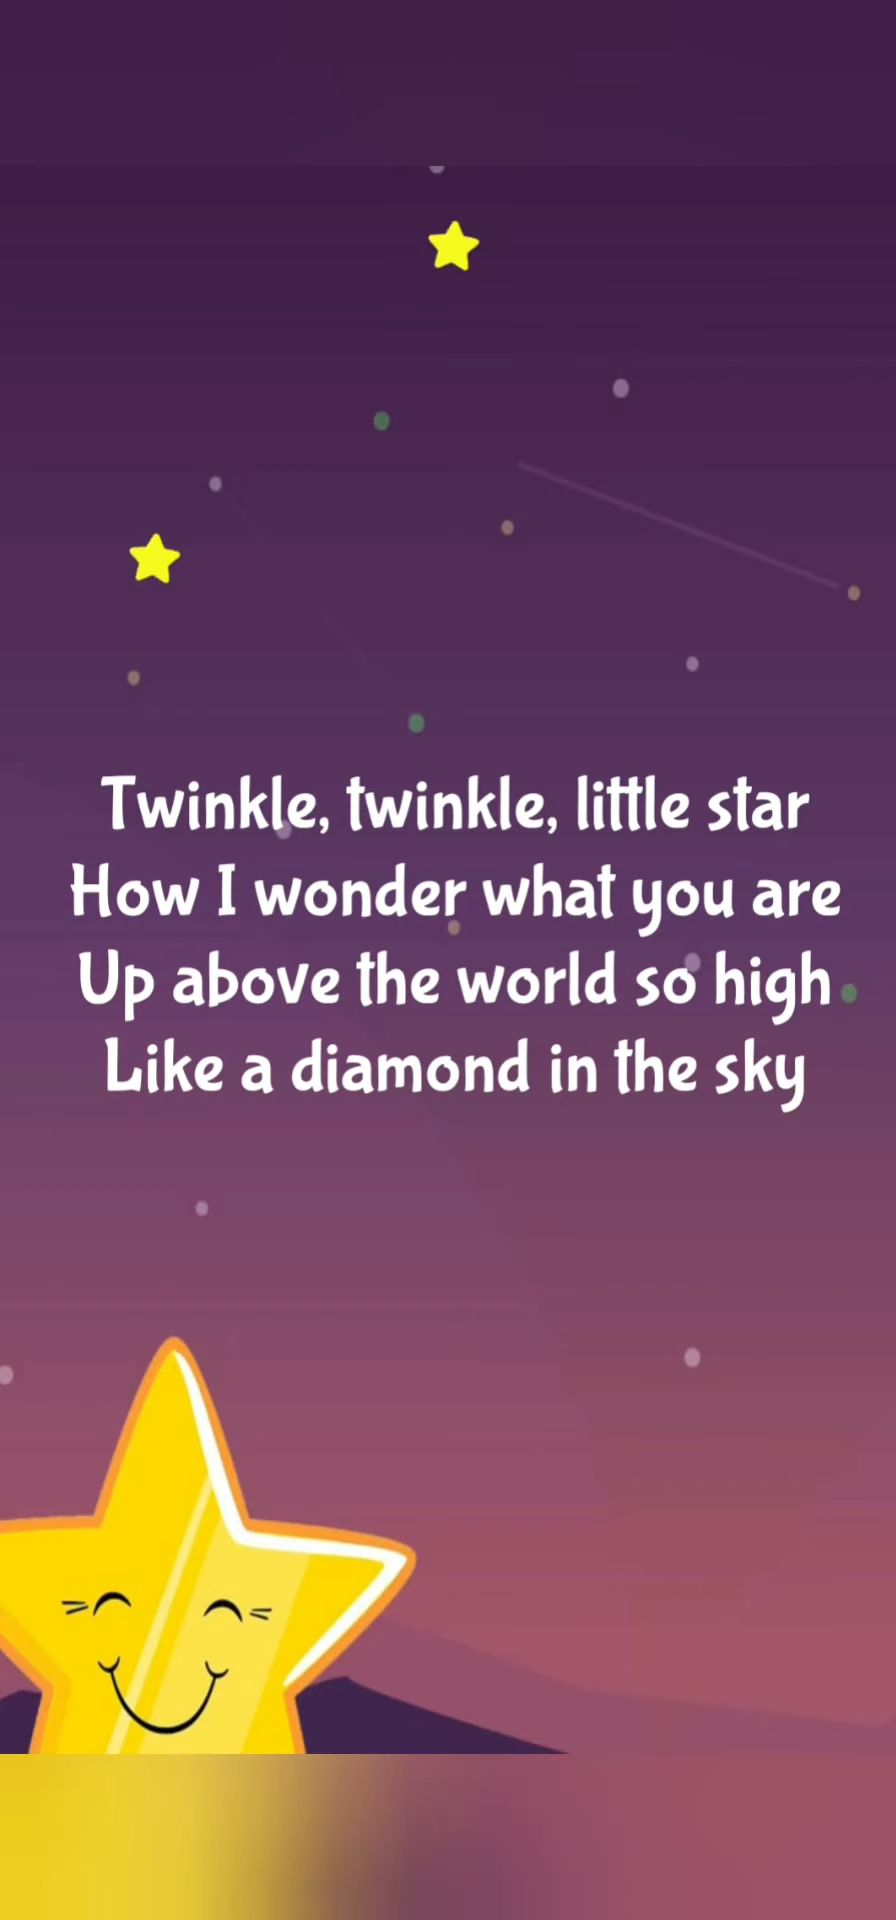 Twinkle, twinkle, little star
How I wonder what you are
Up above the world so high
Like a diamond in the sky